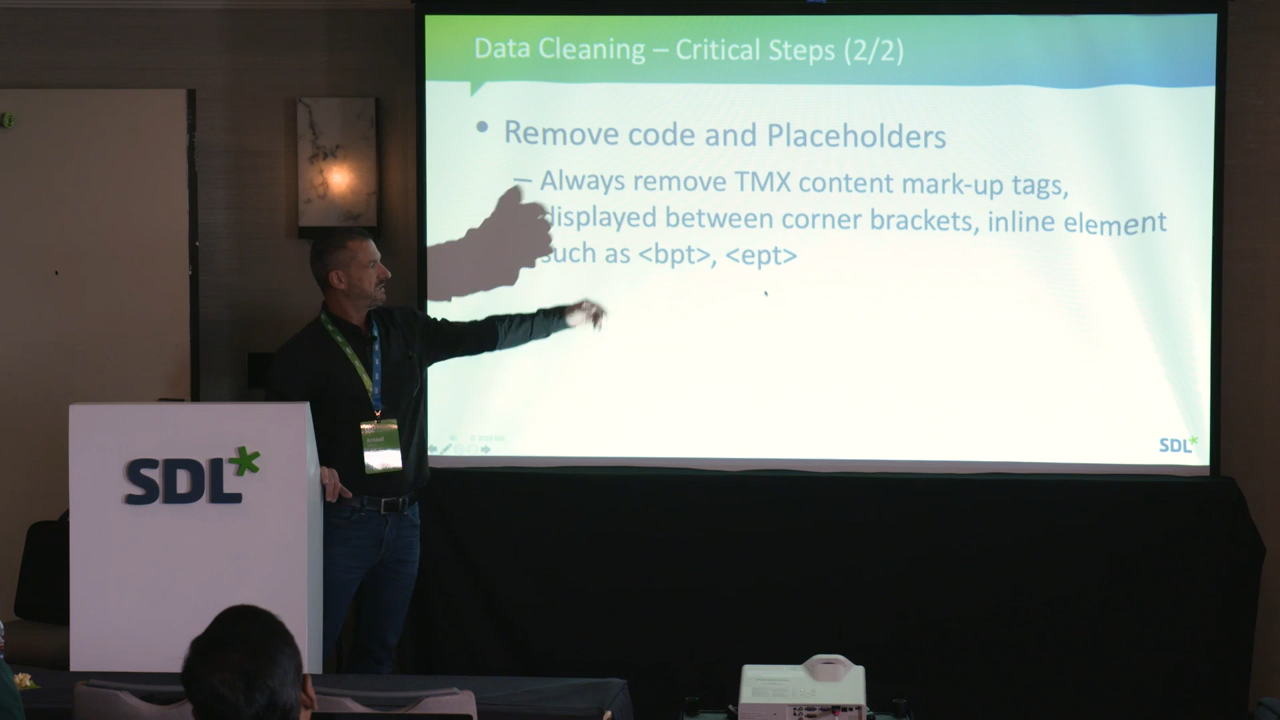 Data Cleaning – Critical Steps (2/2)
• Remove code and Placeholders
– Always remove TMX content mark-up tags,
displayed between corner brackets, inline element
such as <bpt>, <ept>
SDL*
SDL*